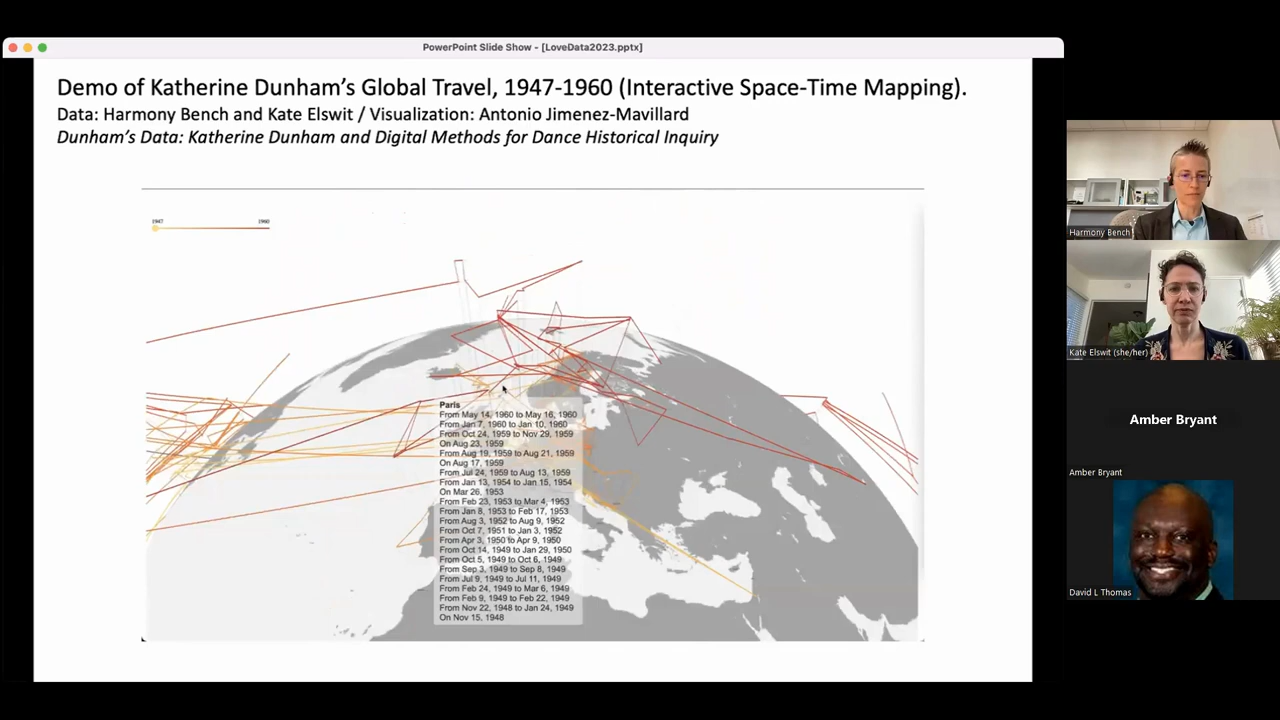 PowerPoint Slide Show - [LoveData2023.pptx]
Demo of Katherine Dunham's Global Travel, 1947-1960 (Interactive Space-Time Mapping).
Data: Harmony Bench and Kate Elswit / Visualization: Antonio Jimenez-Mavillard
Dunham's Data: Katherine Dunham and Digital Methods for Dance Historical Inquiry
1947 1960
Paris
From May 14, 1960 to May 16, 1960
From Jan 7, 1960 to Jan 10, 1960
From Oct 24, 1959 to Nov 29, 1959
On Aug 23, 1959
From Aug 19, 1959 to Aug 21, 1959
On Aug 17, 1959
From Jul 24, 1959 to Aug 13, 1959
From Jan 13, 1954 to Jan 15, 1954
On Mar 26, 1953
From Feb 23, 1953 to Mar 4, 1953
From Jan 8, 1953 to Feb 17, 1953
From Aug 3, 1952 to Aug 9, 1952
From Oct 7, 1951 to Jan 3, 1952
From Apr 3, 1950 to Apr 9, 1950
From Oct 14, 1949 to Jan 29, 1950
From Oct 5, 1949 to Oct 6, 1949
From Sep 3, 1949 to Sep 8, 1949
From Jul 9, 1949 to Jul 11, 1949
From Feb 24, 1949 to Mar 6, 1949
From Feb 9, 1949 to Feb 22, 1949
From Nov 22, 1948 to Jan 24, 1949
On Nov 15, 1948
Harmony Bench
Kate Elswit (she/her)
Amber Bryant
Amber Bryant
David L Thomas